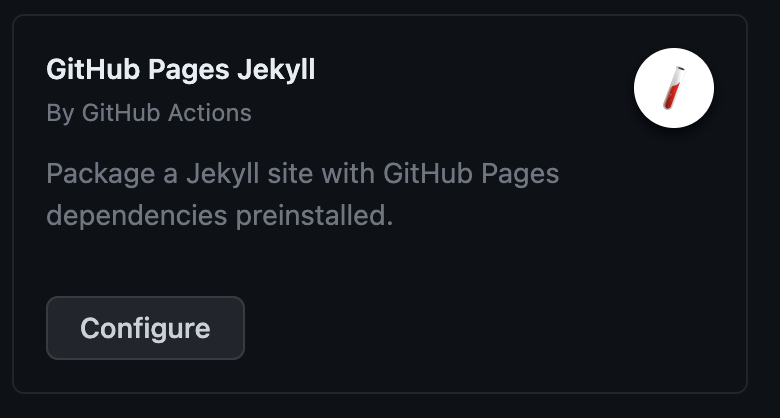 GitHub Pages Jekyll
By GitHub Actions
Package a Jekyll site with GitHub Pages
dependencies preinstalled.
Configure